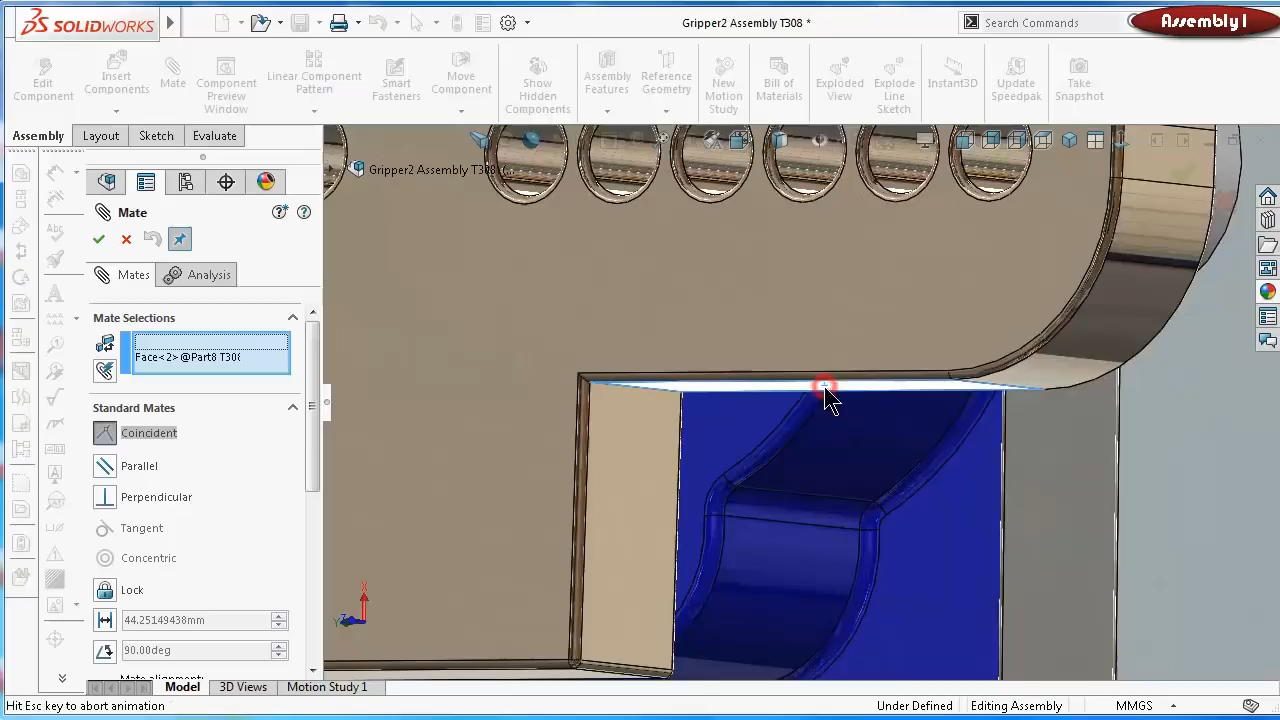 SOLIDWORKS
Gripper2 Assembly T308 *
Search Commands
Assembly1
Edit Component
Insert Components
Mate
Component Preview Window
Linear Component Pattern
Smart Fasteners
Move Component
Show Hidden Components
Assembly Features
Reference Geometry
New Motion Study
Bill of Materials
Exploded View
Explode Line Sketch
Instant3D
Update Speedpak
Take Snapshot
Assembly
Layout
Sketch
Evaluate
Gripper2 Assembly T308 (...
Mate
Mates
Analysis
Mate Selections
Face<2>@Part8 T308
Standard Mates
Coincident
Parallel
Perpendicular
Tangent
Concentric
Lock
44.25149438mm
90.00deg
Model
3D Views
Motion Study 1
Hit Esc key to abort animation
Under Defined
Editing Assembly
MMGS